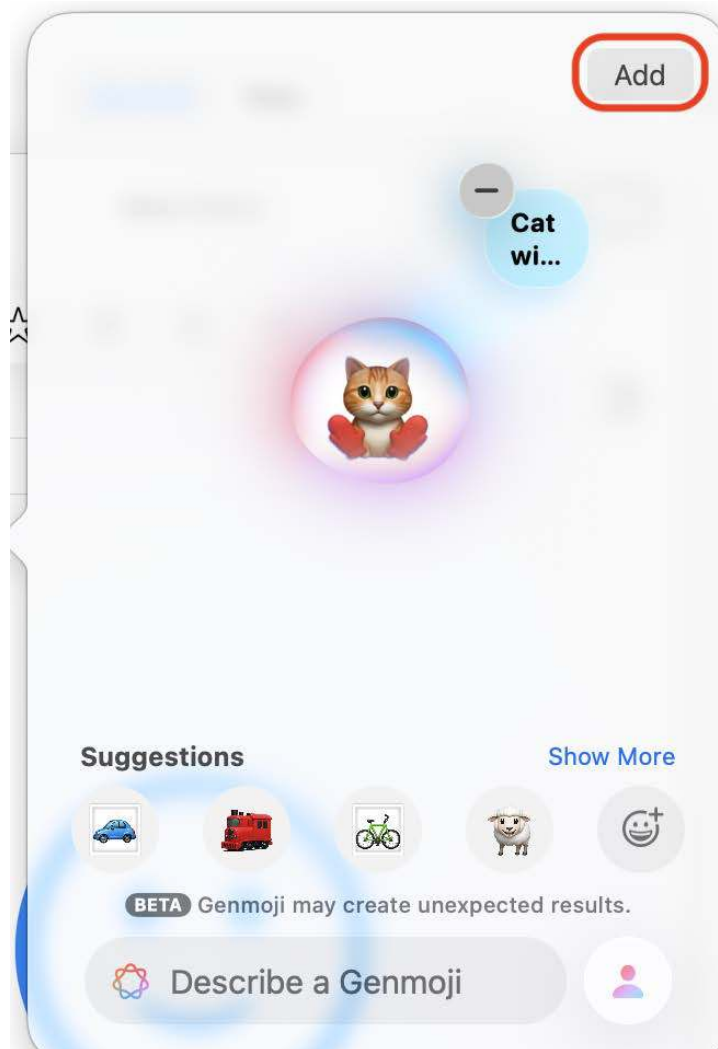 Add
Cat
wi...
Suggestions
Show More
BETA Genmoji may create unexpected results.
Describe a Genmoji